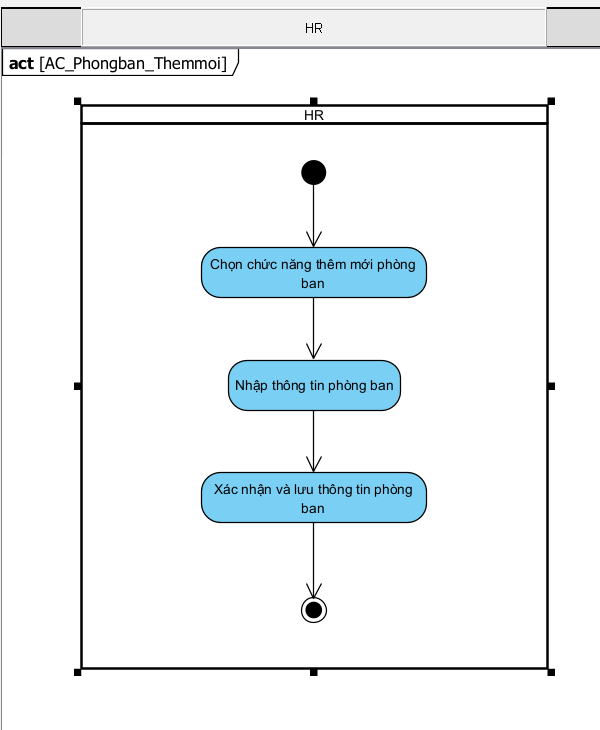 HR
act [AC_Phongban_Themmoi]
HR
Chọn chức năng thêm mới phòng
ban
Nhập thông tin phòng ban
Xác nhận và lưu thông tin phòng
ban